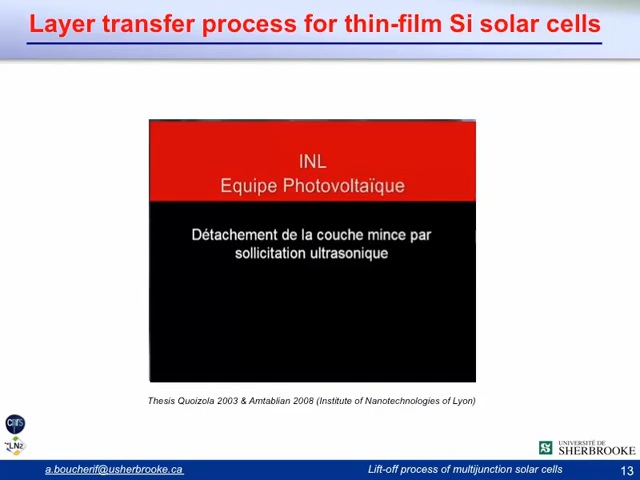 Layer transfer process for thin-film Si solar cells
INL
Equipe Photovoltaïque
Détachement de la couche mince par
sollicitation ultrasonique
Thesis Quoizola 2003 & Amtablian 2008 (Institute of Nanotechnologies of Lyon)
cnrs
LN2
UNIVERSITÉ DE
SHERBROOKE
a.boucherif@usherbrooke.ca
Lift-off process of multijunction solar cells
13